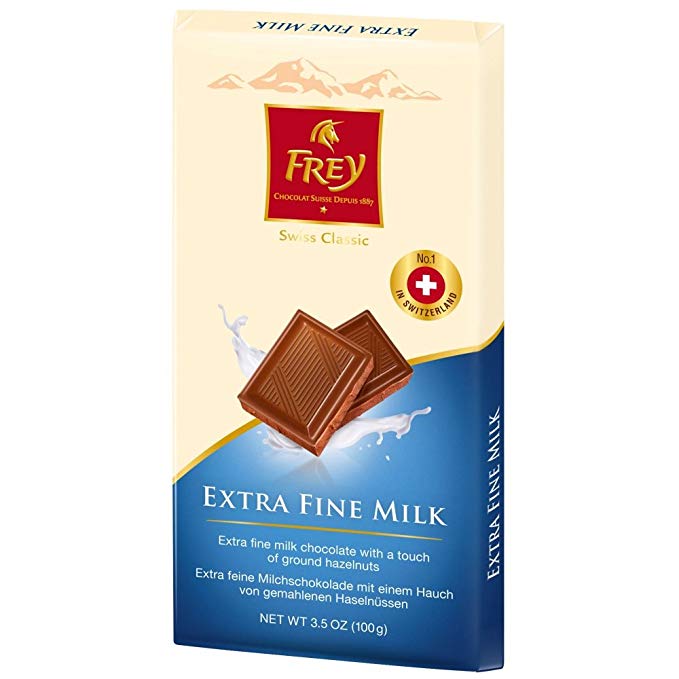 EXTRA FINE MILK
FREY
CHOCOLAT SUISSE DEPUIS 1887
Swiss Classic
No.1
IN SWITZERLAND
EXTRA FINE MILK
Extra fine milk chocolate with a touch
of ground hazelnuts
Extra feine Milchschokolade mit einem Hauch
von gemahlenen Haselnüssen
NET WT 3.5 OZ (100g)
EXTRA FINE MILK